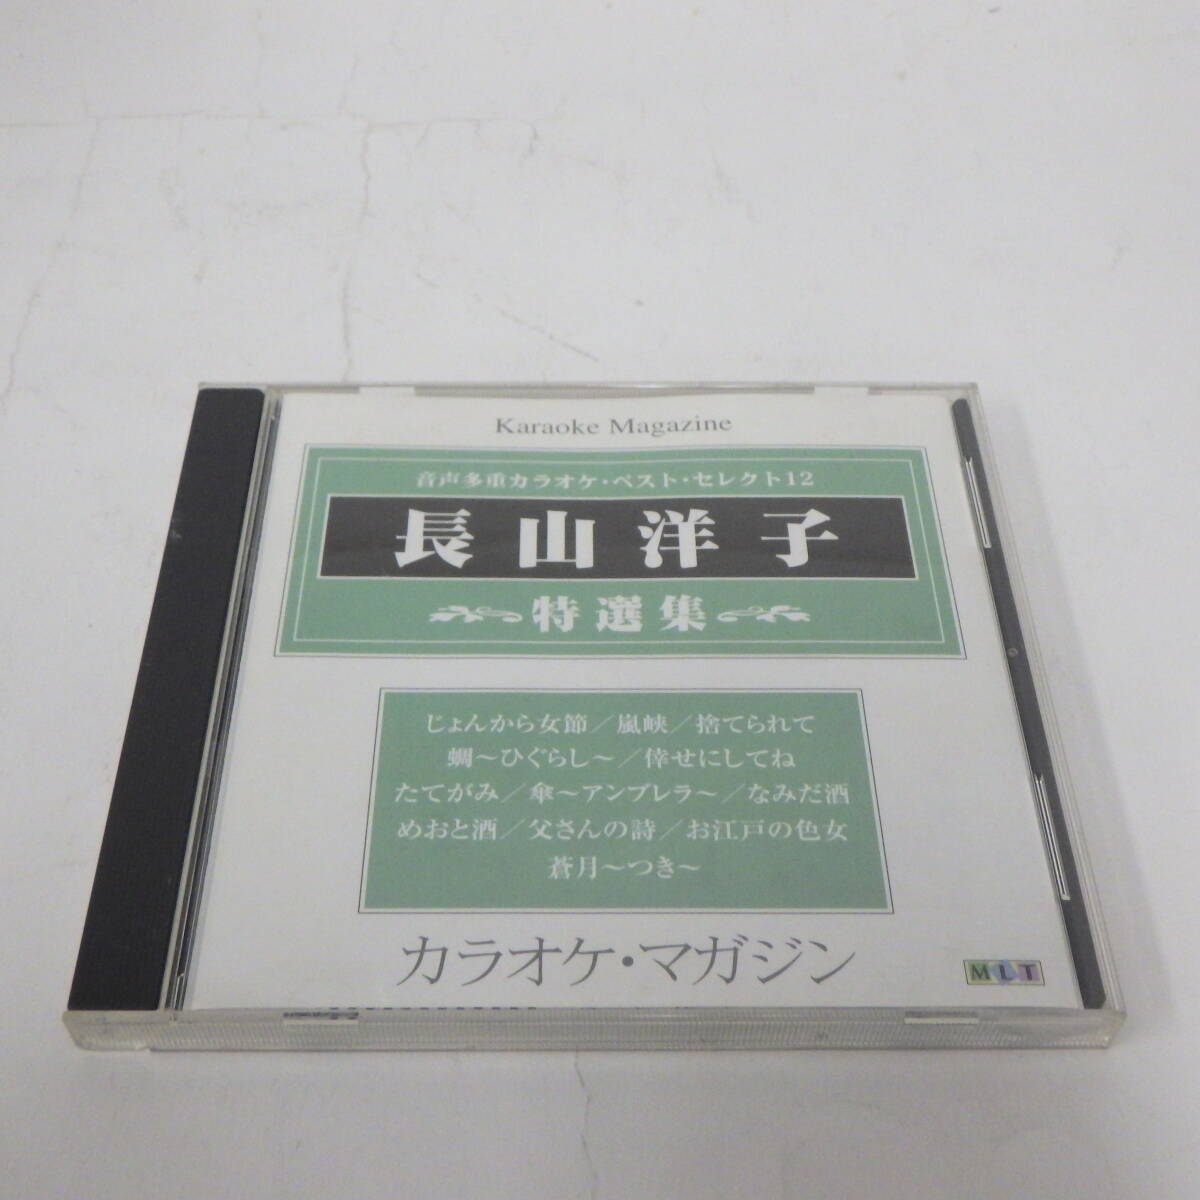 Karaoke Magazine
音声多重カラオケ・ベスト・セレクト12
長山洋子
特選集
じょんから女節／嵐峡／捨てられて
蜩～ひぐらし～／倖せにしてね
たてがみ／傘～アンブレラ～／なみだ酒
めおと酒／父さんの詩／お江戸の色女
蒼月～つき～
カラオケ・マガジン
MLT